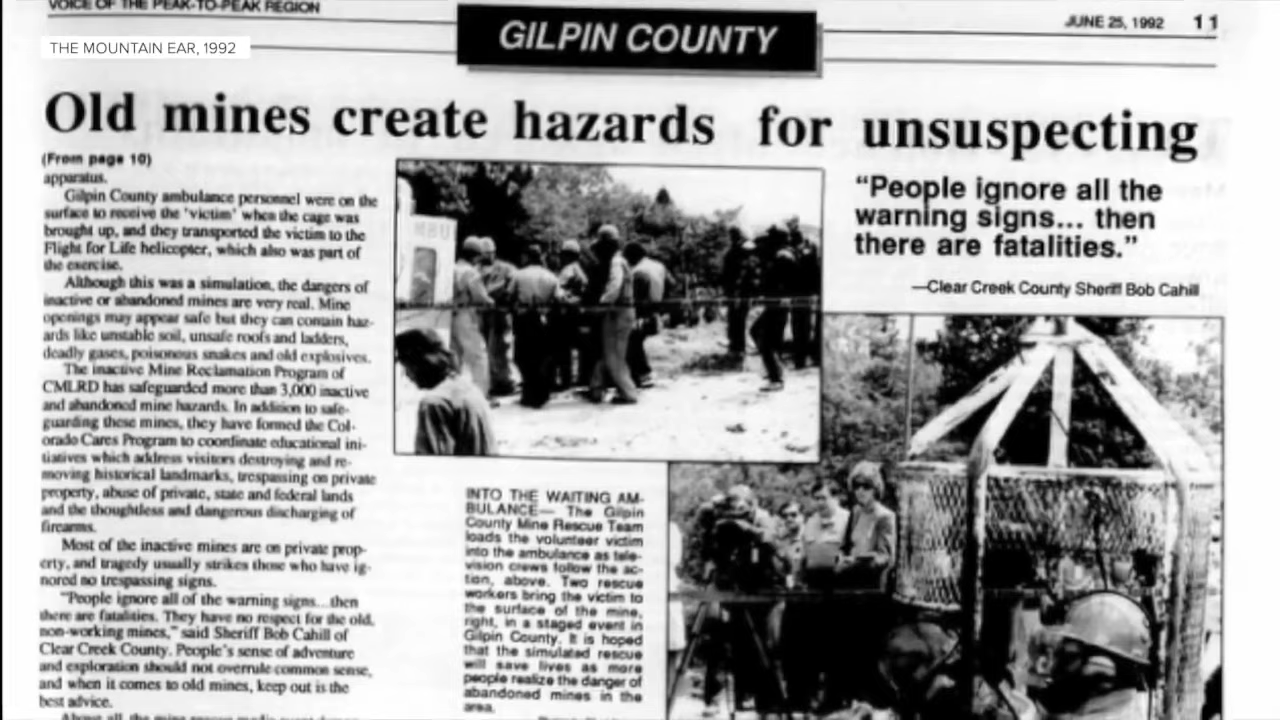 VOICE OF THE PEAK-TO-PEAK REGION
JUNE 25, 1992 11
THE MOUNTAIN EAR, 1992
GILPIN COUNTY
Old mines create hazards for unsuspecting
(From page 10)
apparatus.
Gilpin County ambulance personnel were on the
surface to receive the 'victim' when the cage was
brought up, and they transported the victim to the
Flight for Life helicopter, which also was part of
the exercise.
Although this was a simulation, the dangers of
inactive or abandoned mines are very real. Mine
openings may appear safe but they can contain haz-
ards like unstable soil, unsafe roofs and ladders,
deadly gases, poisonous snakes and old explosives.
The inactive Mine Reclamation Program of
CMLRD has safeguarded more than 3,000 inactive
and abandoned mine hazards. In addition to safe-
guarding these mines, they have formed the Col-
orado Cares Program to coordinate educational ini-
tiatives which address visitors destroying and re-
moving historical landmarks, trespassing on private
property, abuse of private, state and federal lands
and the thoughtless and dangerous discharging of
firearms.
Most of the inactive mines are on private prop-
erty, and tragedy usually strikes those who have ig-
nored no trespassing signs.
"People ignore all of the warning signs...then
there are fatalities. They have no respect for the old,
non-working mines," said Sheriff Bob Cahill of
Clear Creek County. People's sense of adventure
and exploration should not overrule common sense,
and when it comes to old mines, keep out is the
best advice.
"People ignore all the
warning signs... then
there are fatalities."
—Clear Creek County Sheriff Bob Cahill
INTO THE WAITING AM-
BULANCE— The Gilpin
County Mine Rescue Team
loads the volunteer victim
into the ambulance as tele-
vision crews follow the ac-
tion, above. Two rescue
workers bring the victim to
the surface of the mine,
right, in a staged event in
Gilpin County. It is hoped
that the simulated rescue
will save lives as more
people realize the danger of
abandoned mines in the
area.